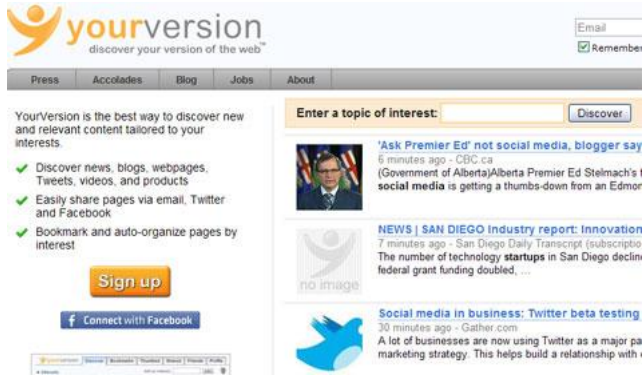 yourversion
discover your version of the web™
Email
Remember
Press Accolades Blog Jobs About
YourVersion is the best way to discover new
and relevant content tailored to your
interests.
Discover news, blogs, webpages,
Tweets, videos, and products
Easily share pages via email, Twitter
and Facebook
Bookmark and auto-organize pages by
interest
Sign up
f Connect with Facebook
Enter a topic of interest: Discover
'Ask Premier Ed' not social media, blogger say
6 minutes ago - CBC.ca
(Government of Alberta)Alberta Premier Ed Stelmach's
social media is getting a thumbs-down from an Edmon
NEWS | SAN DIEGO Industry report: Innovation
7 minutes ago - San Diego Daily Transcript (subscriptio
The number of technology startups in San Diego decline
federal grant funding doubled, ...
no image
Social media in business: Twitter beta testing
30 minutes ago - Gather.com
A lot of businesses are now using Twitter as a major pa
marketing strategy. This helps build a relationship with